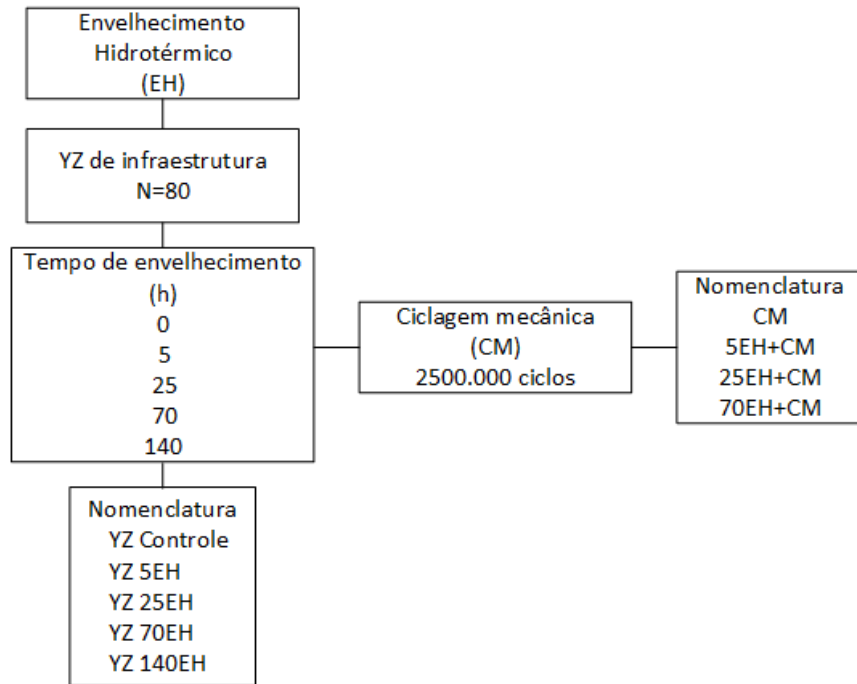 Envelhecimento
Hidrotérmico
(EH)
YZ de infraestrutura
N=80
Tempo de envelhecimento
(h)
0
5
25
70
140
Ciclagem mecânica
(CM)
2500.000 ciclos
Nomenclatura
CM
5EH+CM
25EH+CM
70EH+CM
Nomenclatura
YZ Controle
YZ 5EH
YZ 25EH
YZ 70EH
YZ 140EH